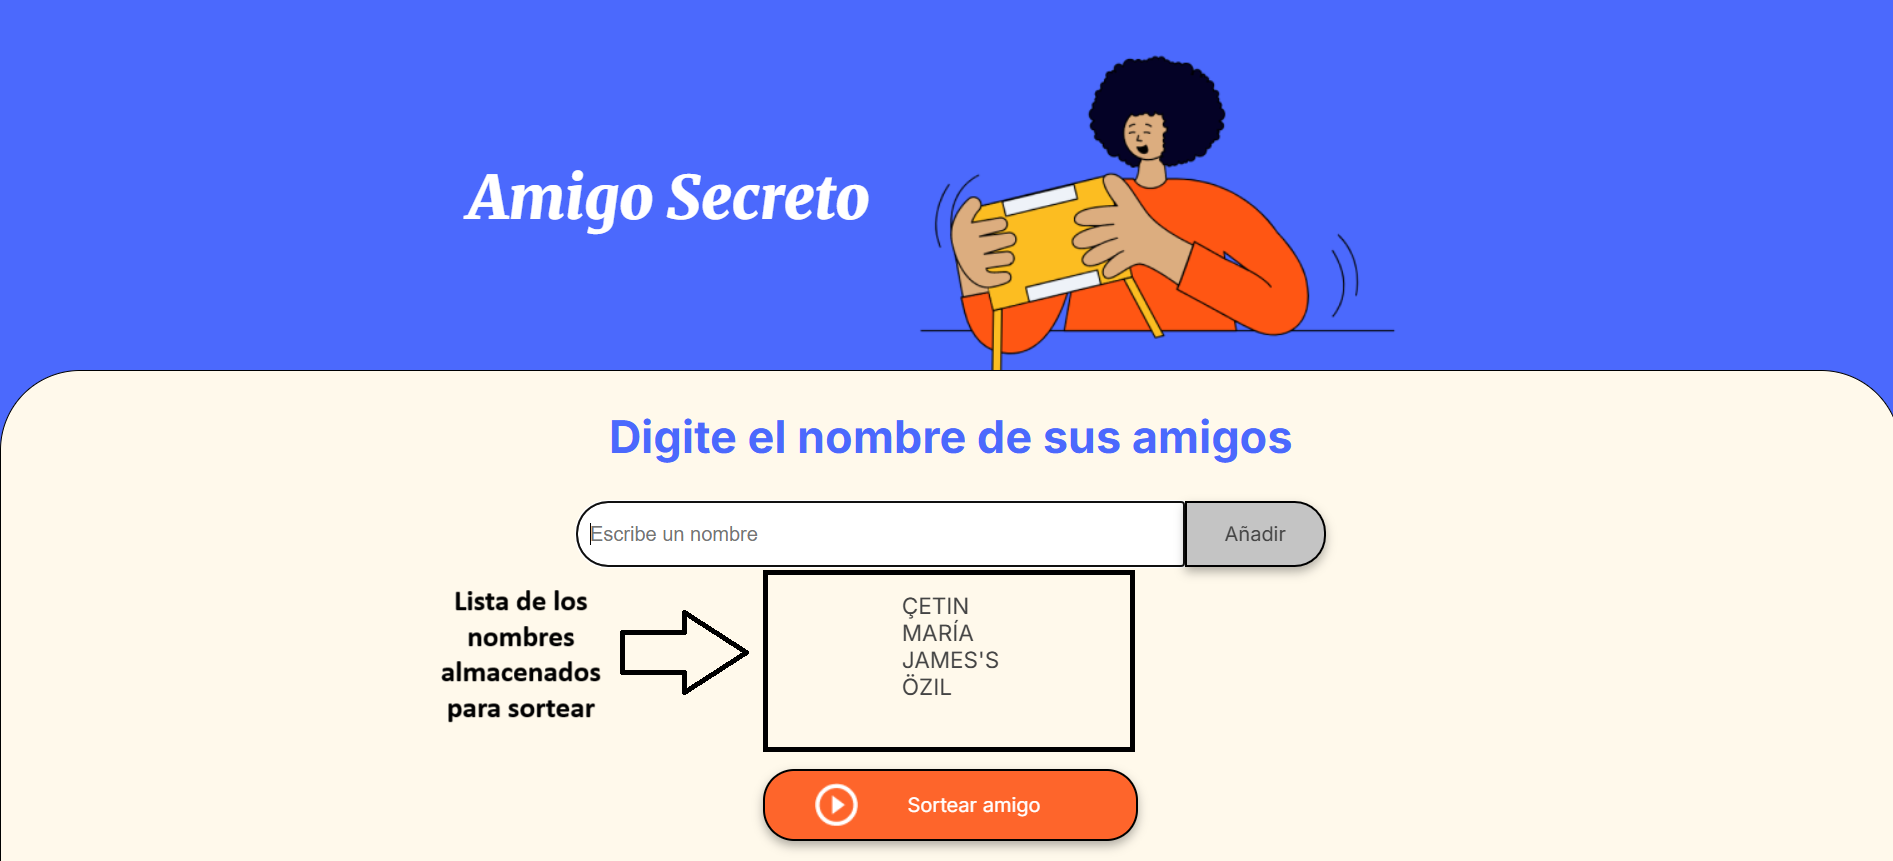 Amigo Secreto
Digite el nombre de sus amigos
Escribe un nombre
Añadir
Lista de los
nombres
almacenados
para sortear
ÇETIN
MARÍA
JAMES'S
ÖZIL
Sortear amigo